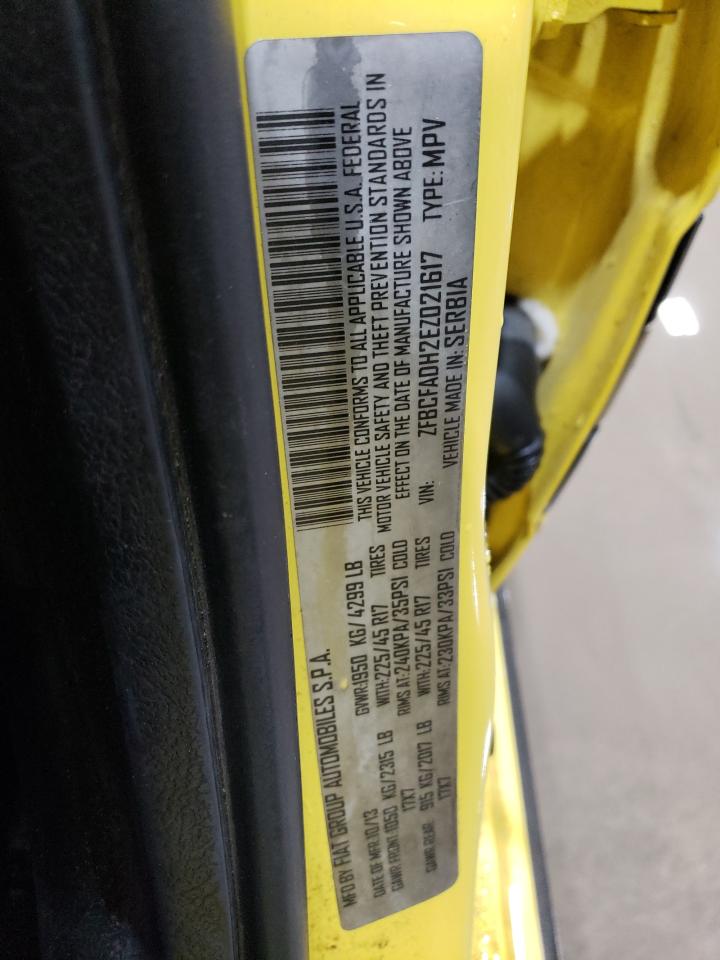 MFD BY FIAT GROUP AUTOMOBILES S.P.A.
DATE OF MFR:10/13 GVWR:1950 KG/4299 LB
GAWR FRONT:1050 KG/2315 LB WITH:225/45 R17 TIRES
17X7 RIMS AT:240KPA/35PSI COLD
GAWR REAR: 915 KG/2017 LB WITH:225/45 R17 TIRES
17X7 RIMS AT:230KPA/33PSI COLD
THIS VEHICLE CONFORMS TO ALL APPLICABLE U.S.A. FEDERAL
MOTOR VEHICLE SAFETY AND THEFT PREVENTION STANDARDS IN
EFFECT ON THE DATE OF MANUFACTURE SHOWN ABOVE
VIN: ZFBCFADH2EZ021617 TYPE: MPV
VEHICLE MADE IN: SERBIA